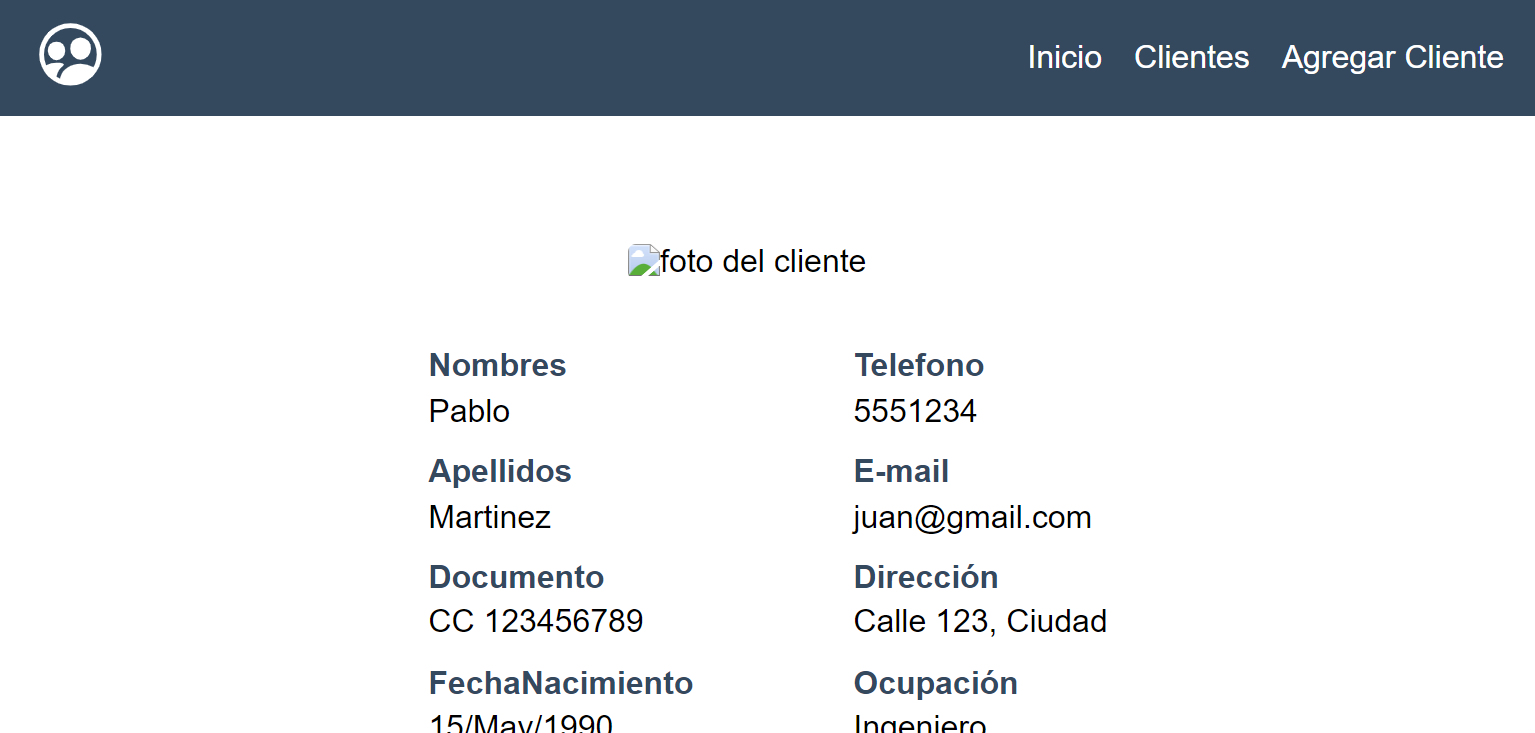 Inicio Clientes Agregar Cliente
foto del cliente
Nombres
Pablo
Apellidos
Martinez
Documento
CC 123456789
FechaNacimiento
15/May/1990
Telefono
5551234
E-mail
juan@gmail.com
Dirección
Calle 123, Ciudad
Ocupación
Ingeniero